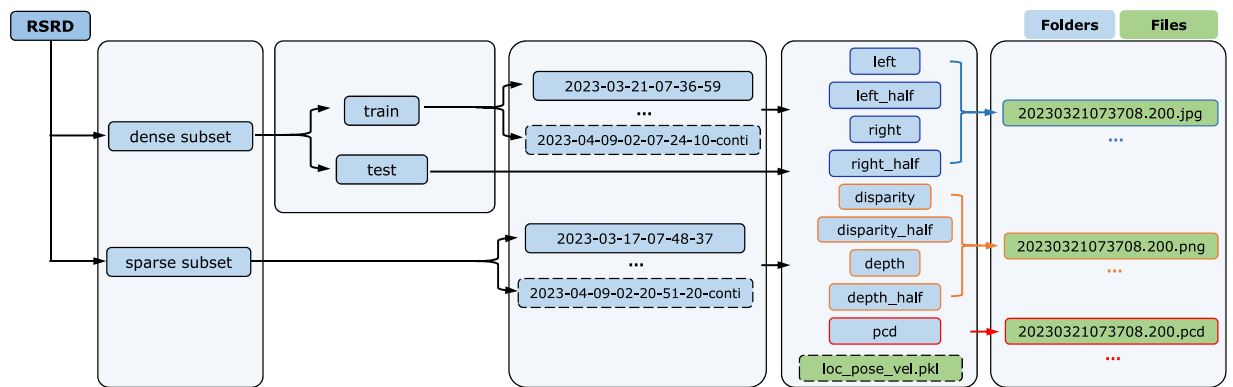 RSRD
Folders
Files
dense subset
sparse subset
train
test
2023-03-21-07-36-59
...
2023-04-09-02-07-24-10-conti
2023-03-17-07-48-37
...
2023-04-09-02-20-51-20-conti
left
left_half
right
right_half
disparity
disparity_half
depth
depth_half
pcd
loc_pose_vel.pkl
20230321073708.200.jpg
...
20230321073708.200.png
...
20230321073708.200.pcd
...